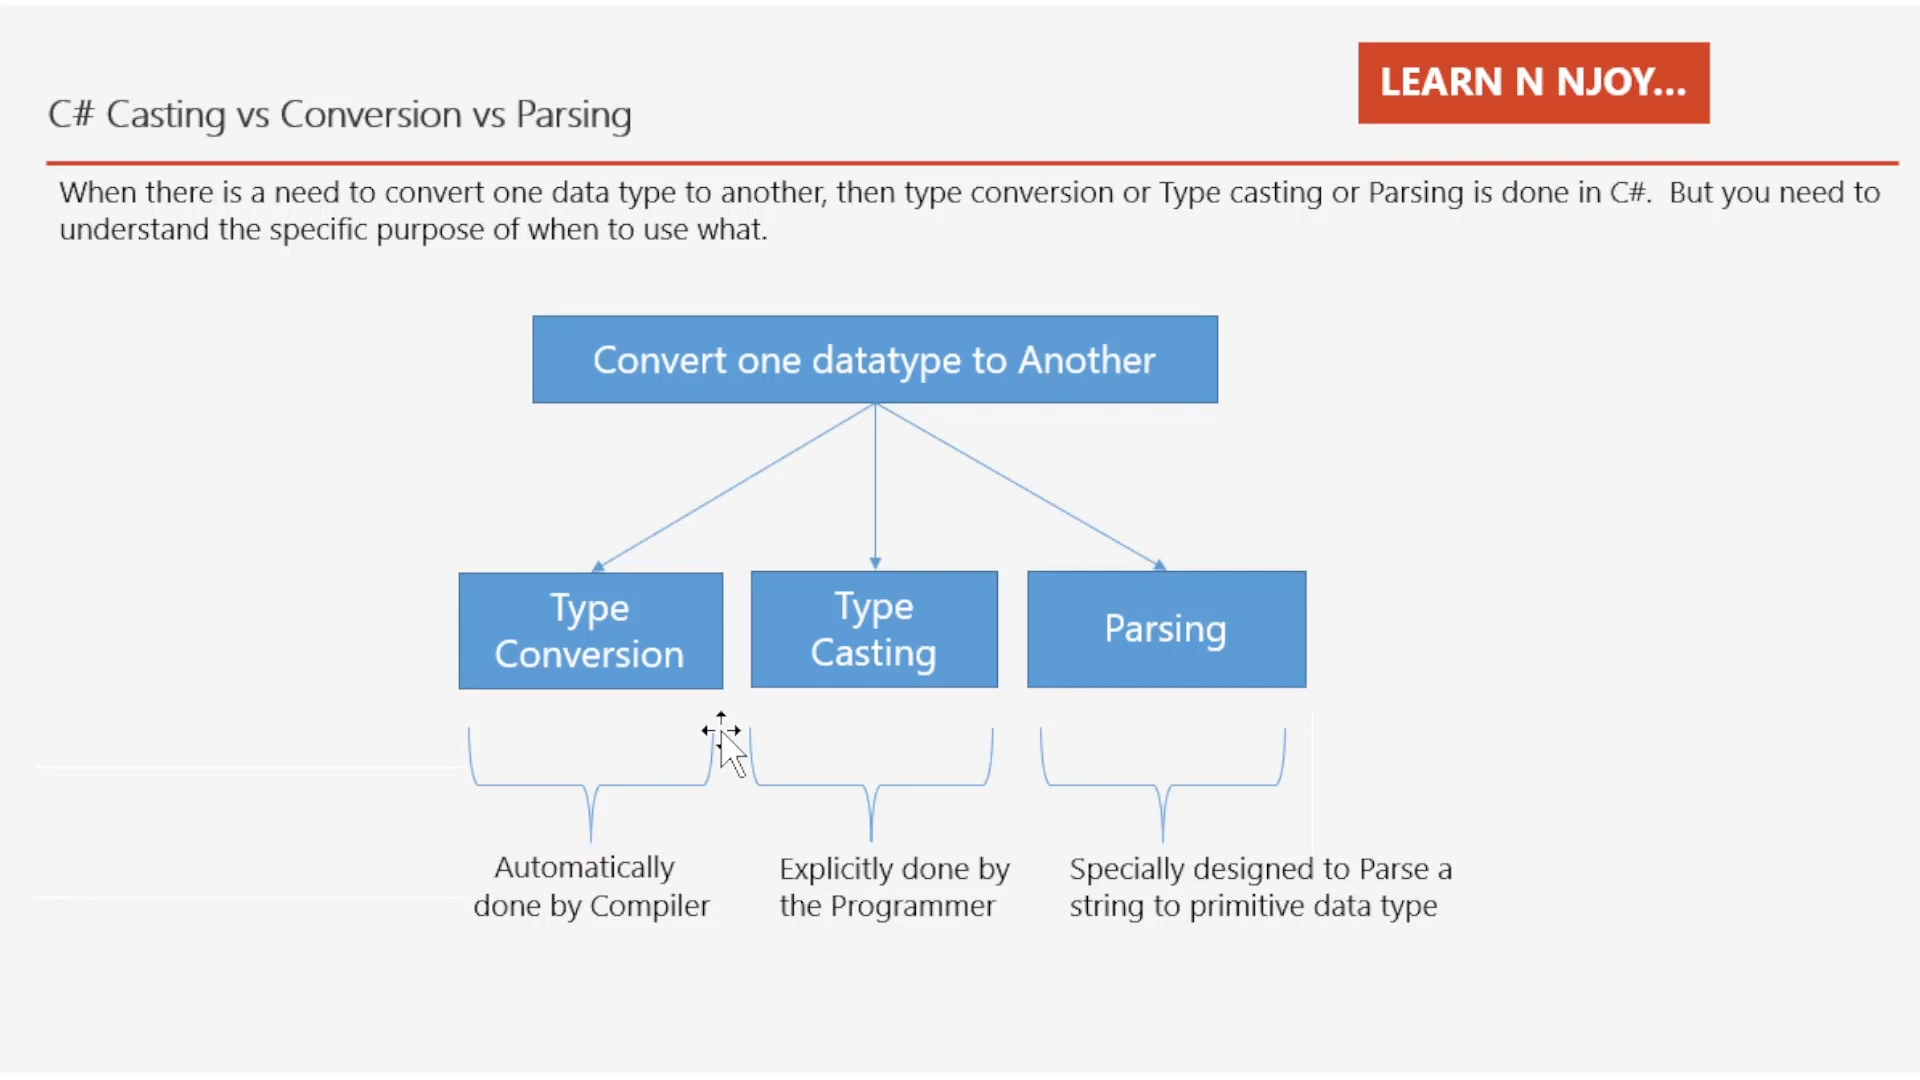 LEARN N NJOY...
C# Casting vs Conversion vs Parsing
When there is a need to convert one data type to another, then type conversion or Type casting or Parsing is done in C#.  But you need to
understand the specific purpose of when to use what.
Convert one datatype to Another
Type
Conversion
Type
Casting
Parsing
Automatically
done by Compiler
Explicitly done by
the Programmer
Specially designed to Parse a
string to primitive data type